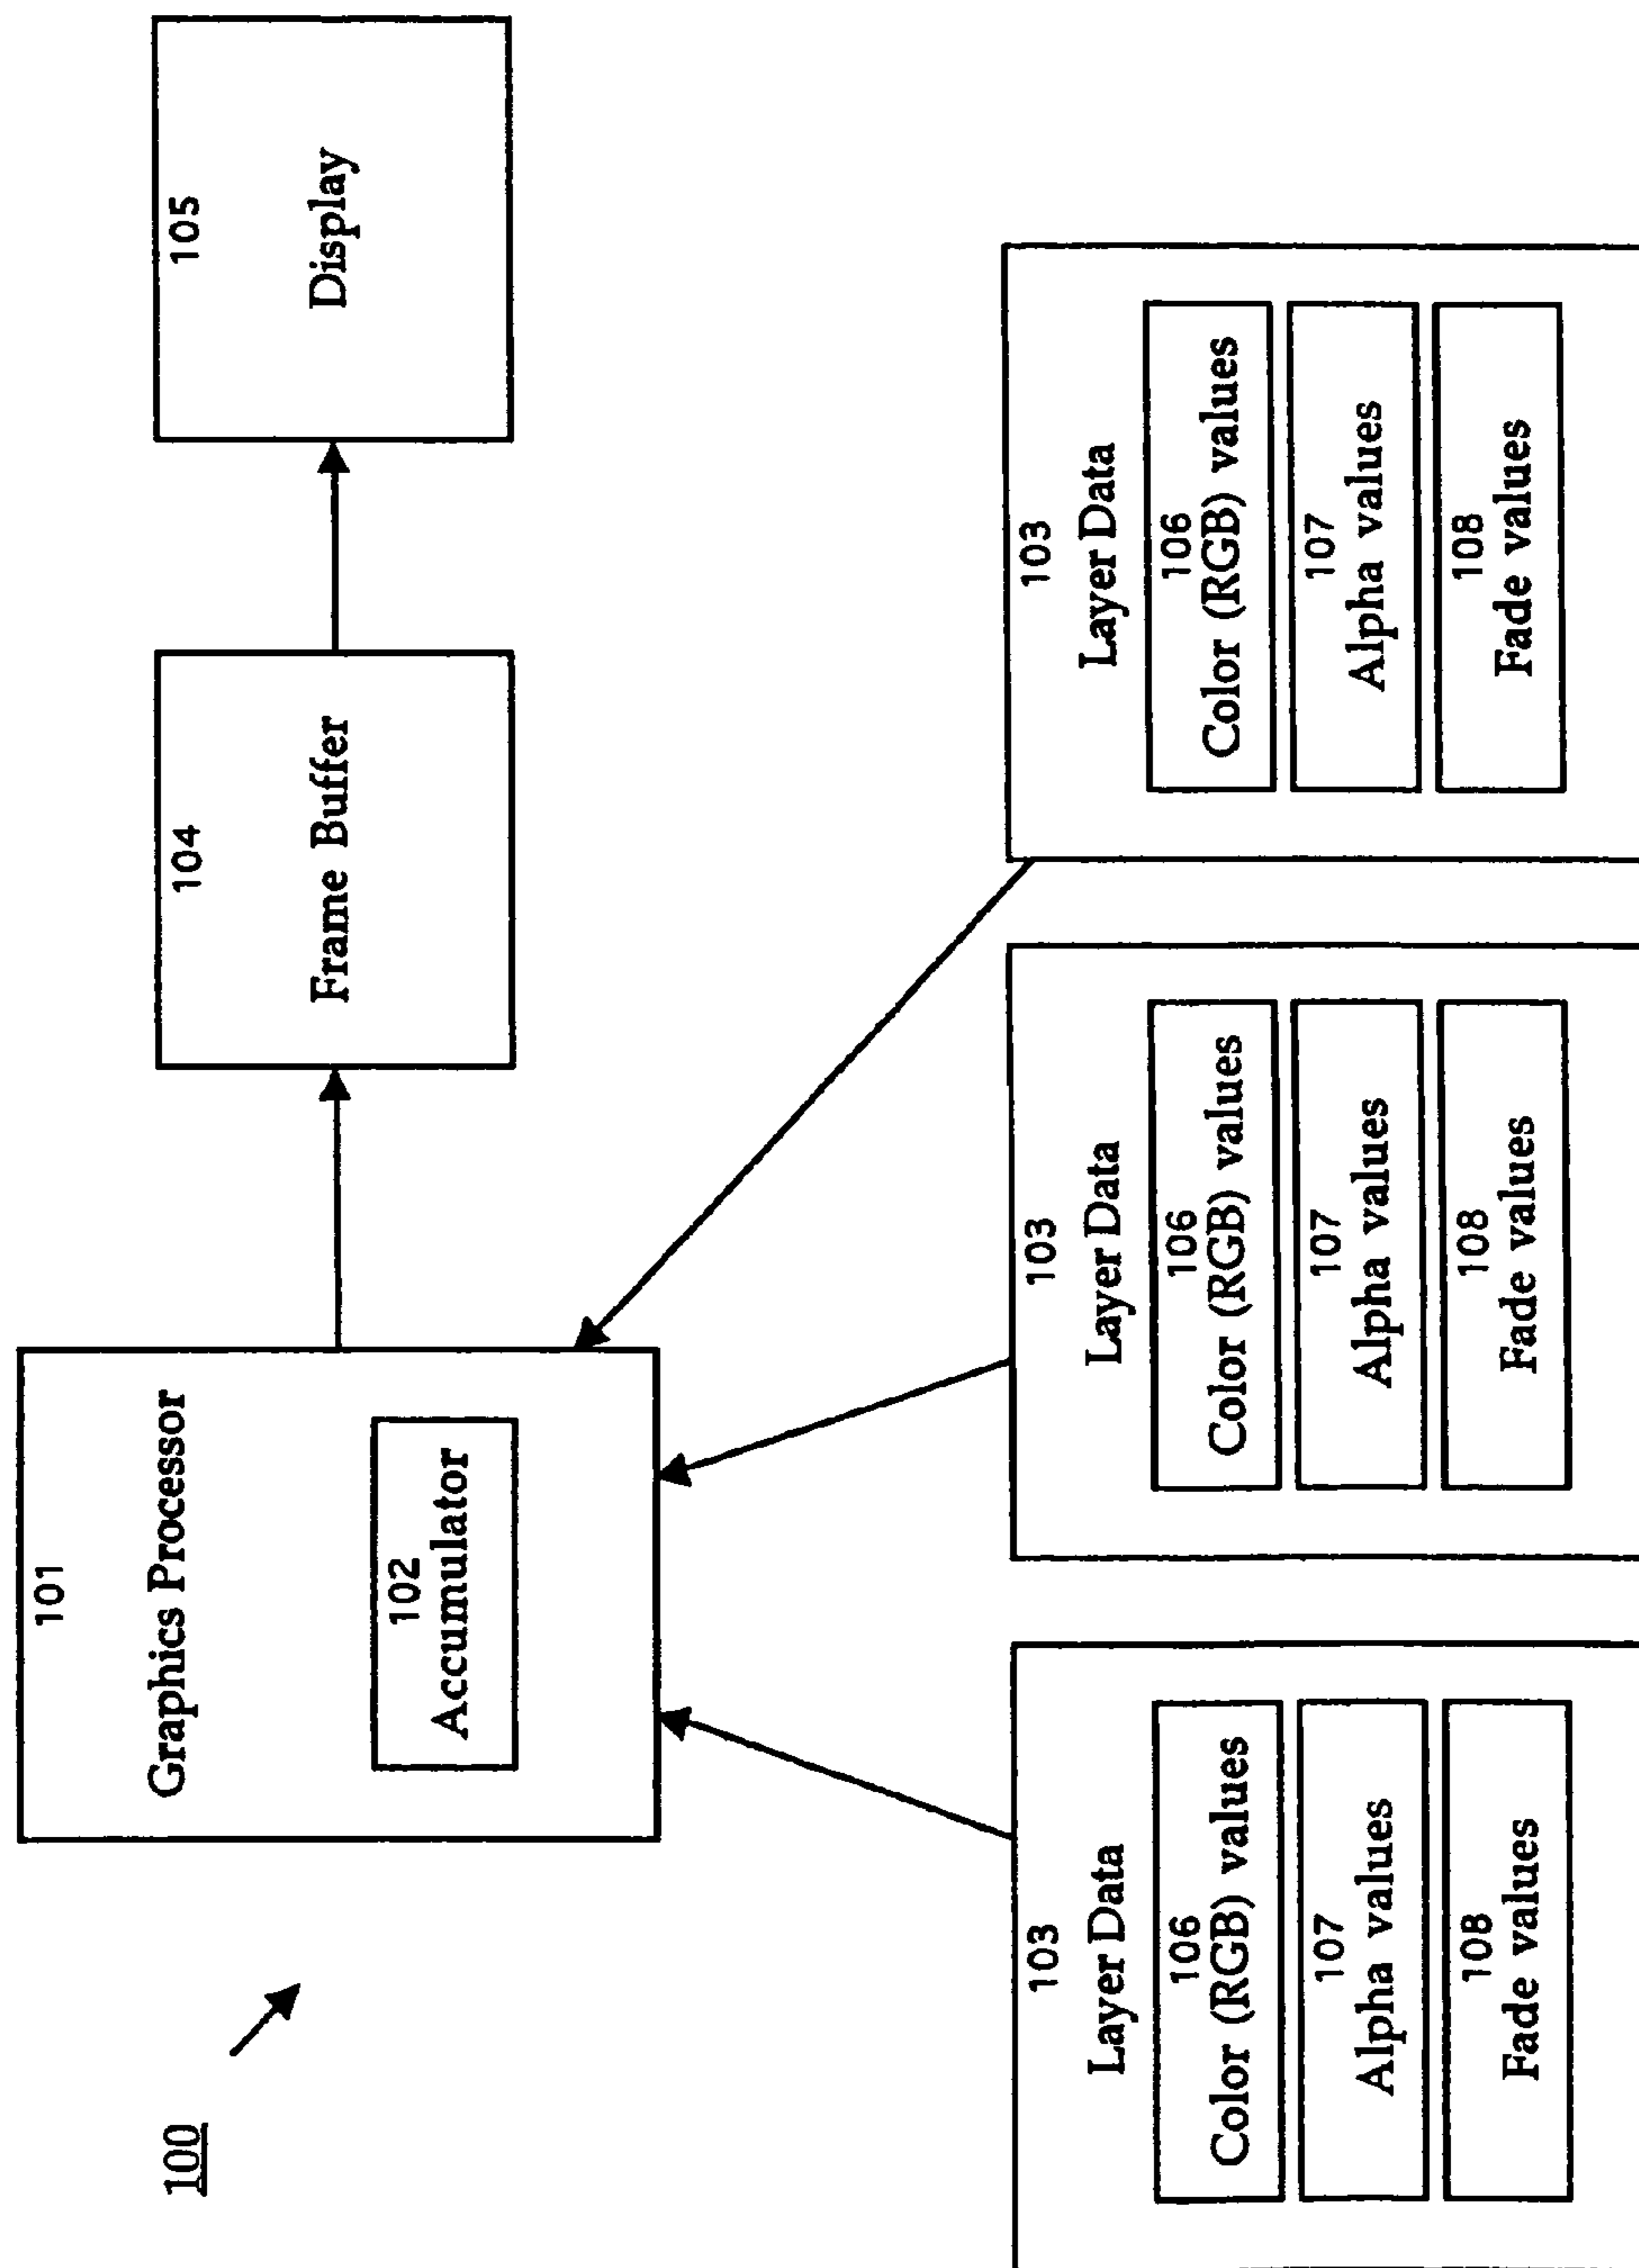 100
101
Graphics Processor
102
Accumulator
104
Frame Buffer
105
Display
103
Layer Data
106
Color (RGB) values
107
Alpha values
108
Fade values
103
Layer Data
106
Color (RGB) values
107
Alpha values
108
Fade values
103
Layer Data
106
Color (RGB) values
107
Alpha values
108
Fade values